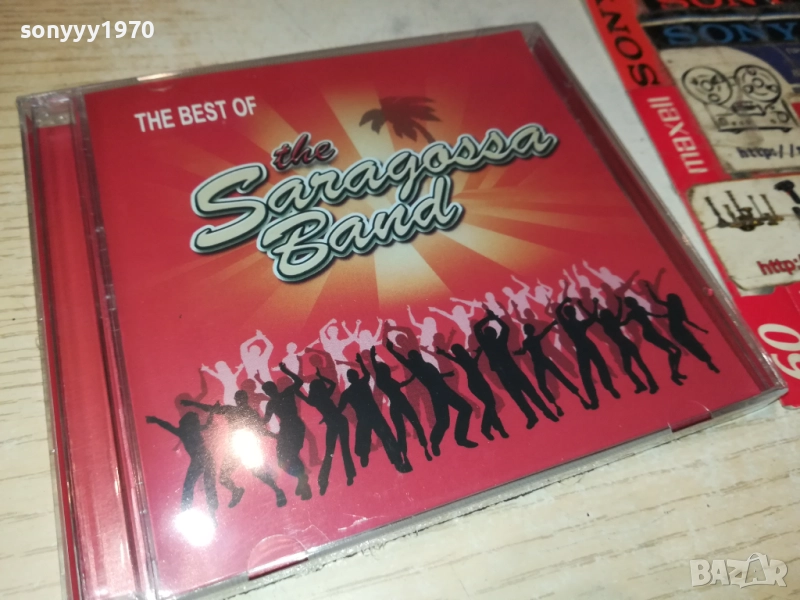 sonyyy1970
THE BEST OF
the
Saragossa
Band
SONY
SONY
maxell
http://
http:/
60
BAZAR